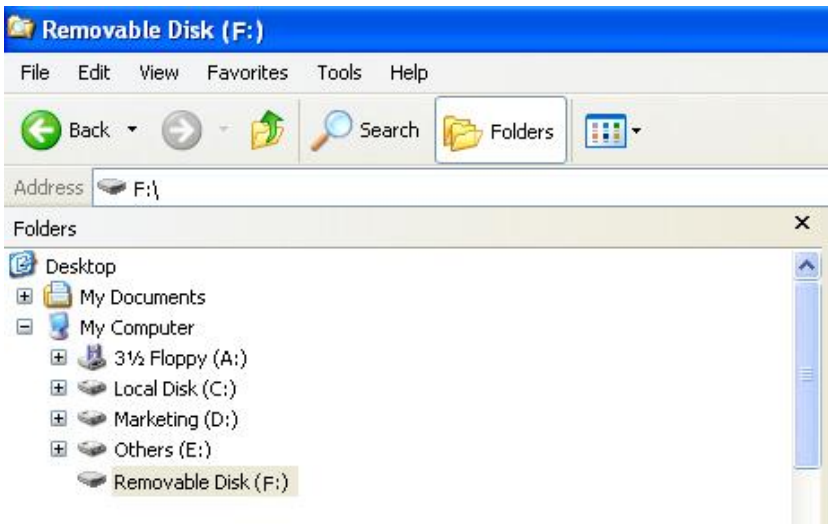 Removable Disk (F:)
File Edit View Favorites Tools Help
Back Search Folders
Address F:\
Folders
Desktop
My Documents
My Computer
3½ Floppy (A:)
Local Disk (C:)
Marketing (D:)
Others (E:)
Removable Disk (F:)